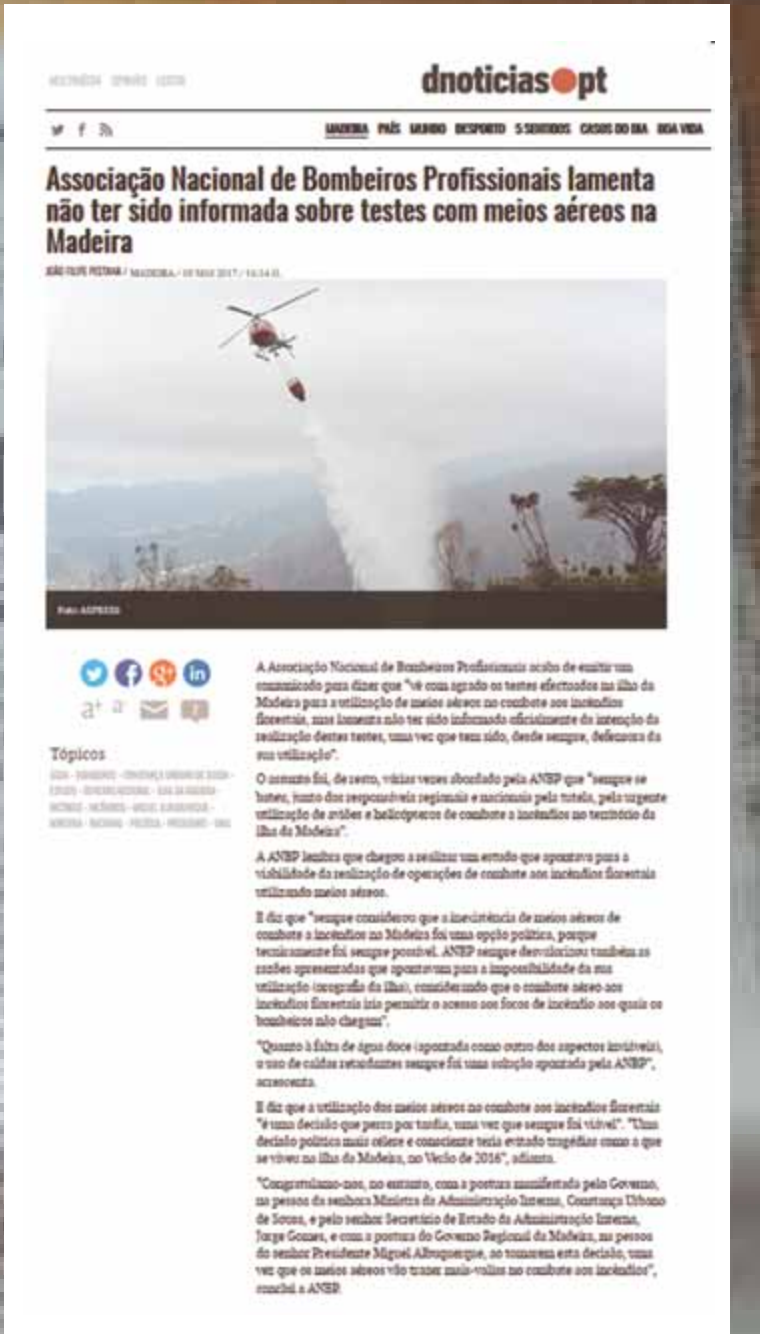 MULTIMÉDIA OPINIÃO
dnoticias.pt
MADEIRA PAÍS MUNDO DESPORTO 5 SENTIDOS CASOS DO DIA BOA VIDA
Associação Nacional de Bombeiros Profissionais lamenta
não ter sido informada sobre testes com meios aéreos na
Madeira
JOÃO FILIPE PESTANA / MADEIRA / MAI 2017 /
Foto ASPRESS
a+ a-
A Associação Nacional de Bombeiros Profissionais acaba de emitir um
comunicado para dizer que "vê com agrado os testes efectuados na ilha da
Madeira para a utilização de meios aéreos no combate aos incêndios
florestais, mas lamenta não ter sido informada oficialmente da intenção da
realização destes testes, uma vez que tem sido, desde sempre, defensora da
sua utilização".
Tópicos
O assunto foi, de resto, várias vezes abordado pela ANBP que "sempre se
bateu, junto dos responsáveis regionais e nacionais pela tutela, pela urgente
utilização de aviões e helicópteros de combate a incêndios no território da
ilha da Madeira".
A ANBP lembra que chegou a realizar um estudo que apontava para a
viabilidade da realização de operações de combate aos incêndios florestais
utilizando meios aéreos.
E diz que "sempre considerou que a inexistência de meios aéreos de
combate a incêndios na Madeira foi uma opção política, porque
tecnicamente foi sempre possível. ANBP sempre desvalorizou também as
razões apresentadas que apontavam para a impossibilidade da sua
utilização (orografia da ilha), considerando que o combate aéreo aos
incêndios florestais iria permitir o acesso aos focos de incêndio aos quais os
bombeiros não chegam".
"Quanto à falta de água doce (apontada como outro dos aspectos inviáveis),
o uso de caldas retardantes sempre foi uma solução apontada pela ANBP",
acrescenta.
E diz que a utilização dos meios aéreos no combate aos incêndios florestais
"é uma decisão que peca por tardia, uma vez que sempre foi viável". "Uma
decisão política mais célere e consciente teria evitado tragédias como a que
se viveu na ilha da Madeira, no Verão de 2016", adianta.
"Congratulamo-nos, no entanto, com a postura manifestada pelo Governo,
na pessoa da senhora Ministra da Administração Interna, Constança Urbano
de Sousa, e pelo senhor Secretário de Estado da Administração Interna,
Jorge Gomes, e com a postura do Governo Regional da Madeira, na pessoa
do senhor Presidente Miguel Albuquerque, ao tomarem esta decisão, uma
vez que os meios aéreos vão trazer mais-valias no combate aos incêndios",
conclui a ANBP.